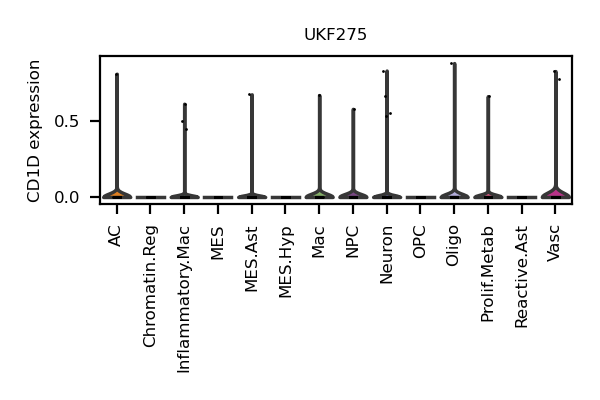 UKF275
CD1D expression
0.5
0.0
AC
Chromatin.Reg
Inflammatory.Mac
MES
MES.Ast
MES.Hyp
Mac
NPC
Neuron
OPC
Oligo
Prolif.Metab
Reactive.Ast
Vasc